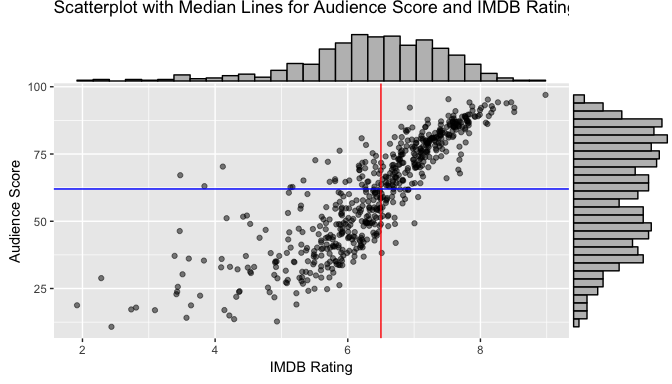 Scatterplot with Median Lines for Audience Score and IMDB Rating
100
75
50
25
Audience Score
2 4 6 8
IMDB Rating